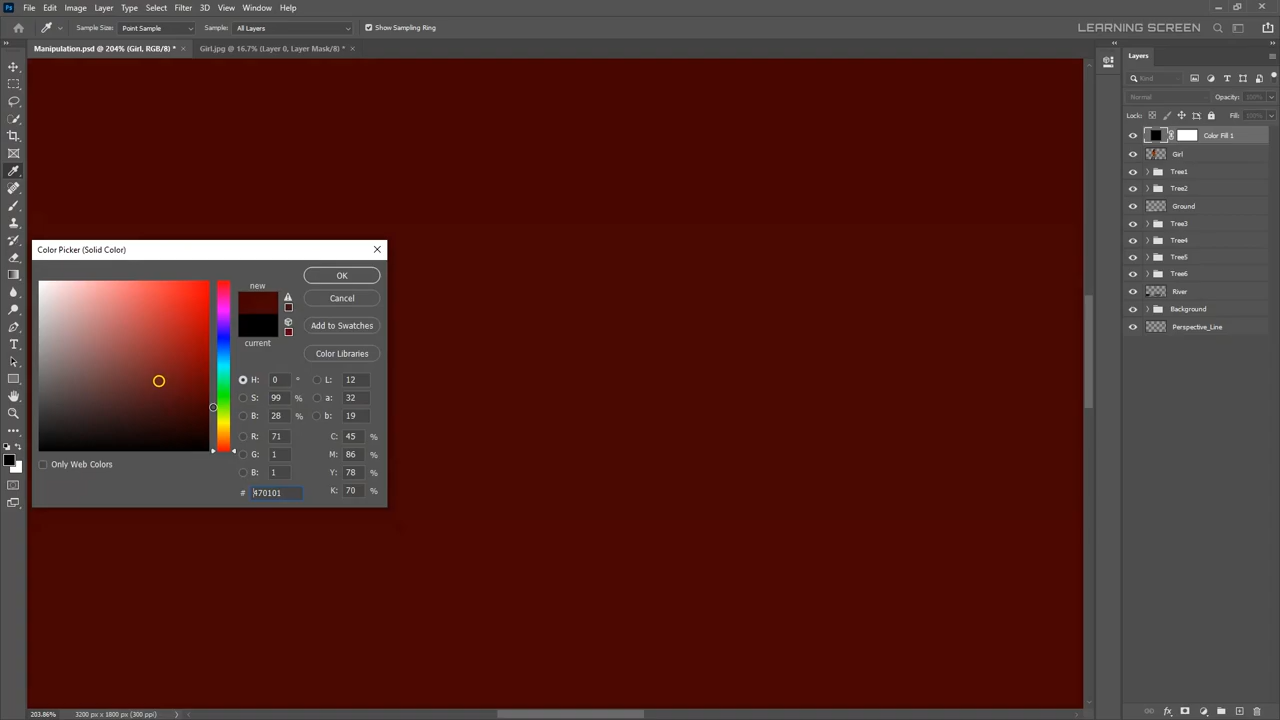 Ps File Edit Image Layer Type Select Filter 3D View Window Help
Sample Size: Point Sample Sample: All Layers Show Sampling Ring
LEARNING SCREEN
Manipulation.psd @ 204% (Girl, RGB/8) *
Girl.jpg @ 16.7% (Layer 0, Layer Mask/8) *
Layers
Kind
Normal Opacity: 100%
Lock: Fill: 100%
Color Fill 1
Girl
Tree1
Tree2
Ground
Tree3
Tree4
Tree5
Tree6
River
Background
Perspective_Line
Color Picker (Solid Color)
new
current
OK
Cancel
Add to Swatches
Color Libraries
H: 0 ° L: 12
S: 99 % a: 32
B: 28 % b: 19
R: 71 C: 45 %
G: 1 M: 86 %
B: 1 Y: 78 %
# 470101 K: 70 %
Only Web Colors
203.86% 3200 px x 1800 px (300 ppi)